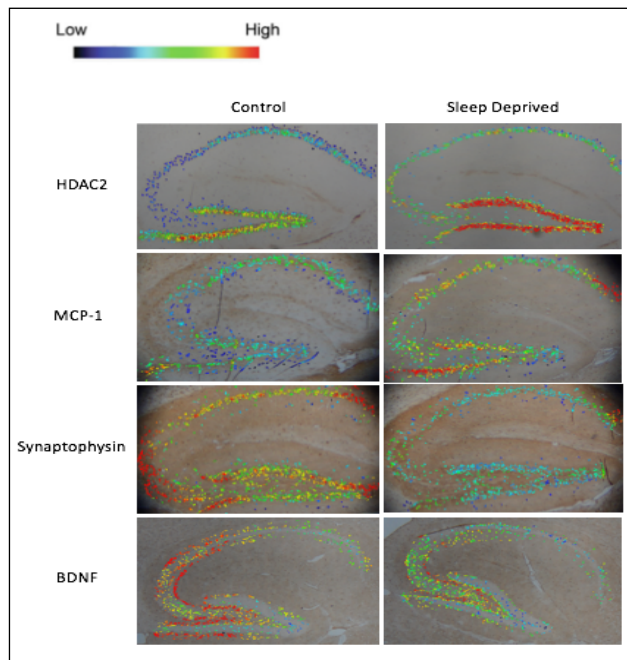 Low High
Control Sleep Deprived
HDAC2
MCP-1
Synaptophysin
BDNF